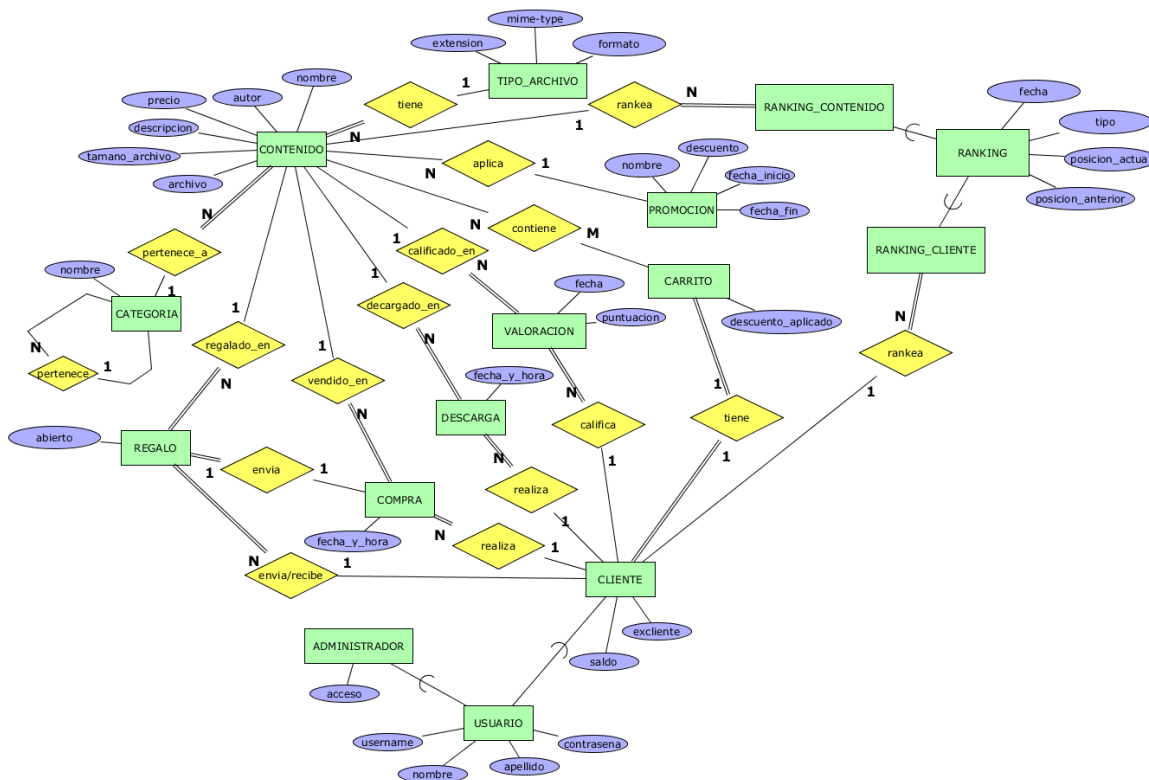 mime-type
extension
formato
TIPO_ARCHIVO
1
tiene
N
nombre
autor
precio
descripcion
tamano_archivo
archivo
CONTENIDO
rankea
N
1
RANKING_CONTENIDO
fecha
tipo
posicion_actua
posicion_anterior
RANKING
aplica
N
1
nombre
descuento
fecha_inicio
fecha_fin
PROMOCION
contiene
N
M
RANKING_CLIENTE
N
pertenece_a
1
nombre
CATEGORIA
N
pertenece
1
1
calificado_en
N
CARRITO
descuento_aplicado
fecha
puntuacion
VALORACION
1
decargado_en
N
1
regalado_en
N
1
vendido_en
N
N
rankea
1
fecha_y_hora
DESCARGA
N
califica
1
1
tiene
1
abierto
REGALO
1
envia
1
COMPRA
fecha_y_hora
N
realiza
1
N
realiza
1
N
envia/recibe
1
CLIENTE
excliente
saldo
ADMINISTRADOR
acceso
USUARIO
username
nombre
apellido
contrasena